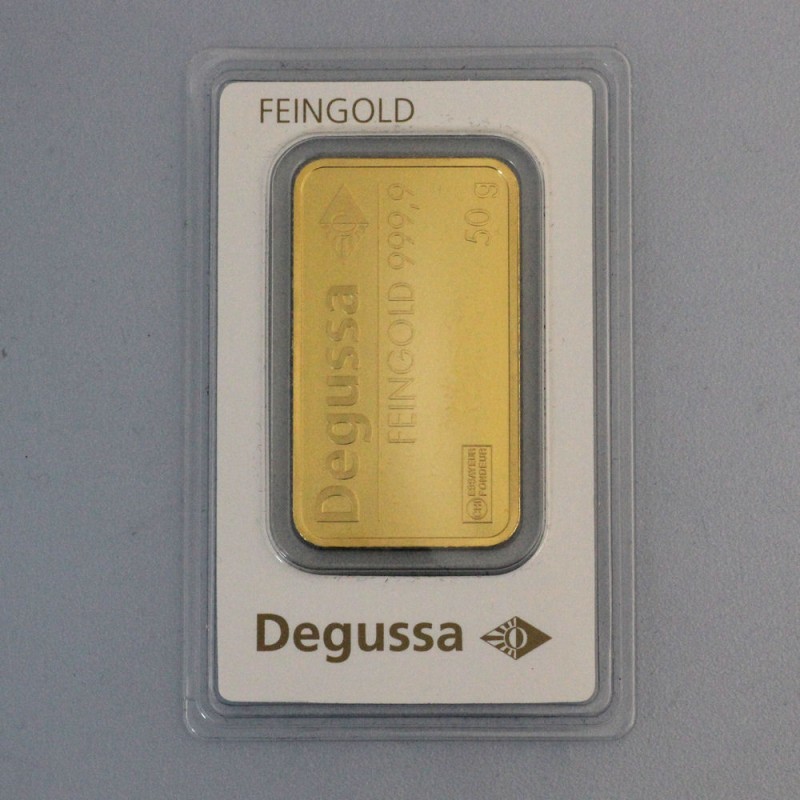 FEINGOLD
Degussa
FEINGOLD 999,9
50 g
ESSAYEUR
FONDEUR
Degussa